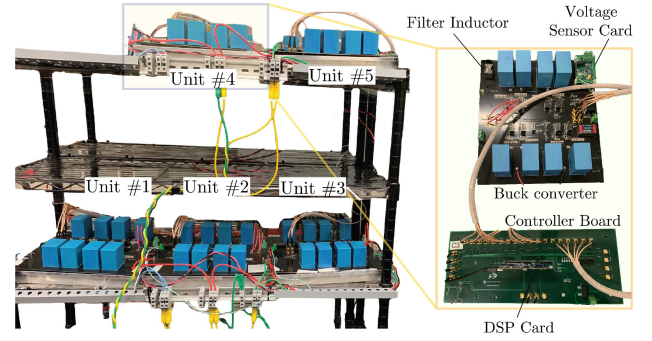 Unit #4
Unit #5
Unit #1
Unit #2
Unit #3
Filter Inductor
Voltage
Sensor Card
Buck converter
Controller Board
C3
DSP Card